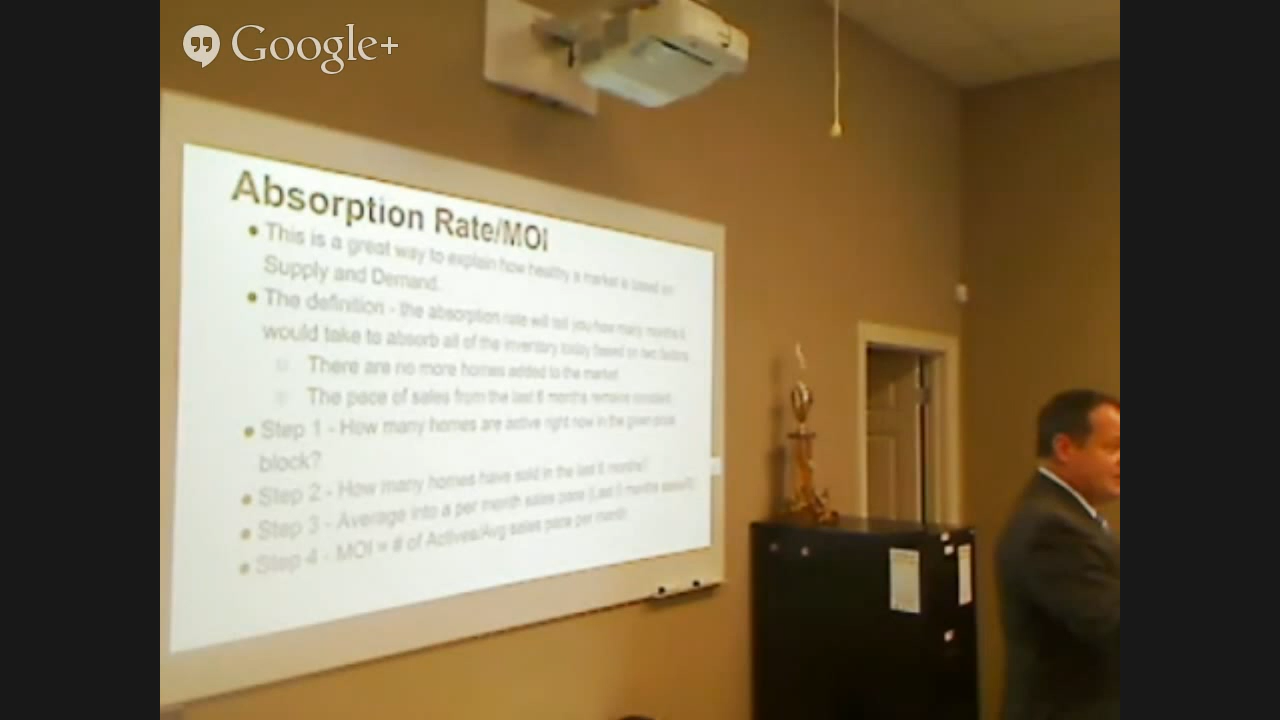 Google+
Absorption Rate/MOI
This is a great way to explain how healthy a market is based on
Supply and Demand.
The definition - the absorption rate will tell you how many months it
would take to absorb all of the inventory today based on two factors
There are no more homes added to the market
The pace of sales from the last 6 months remains constant
Step 1 - How many homes are active right now in the given price
block?
Step 2 - How many homes have sold in the last 6 months?
Step 3 - Average into a per month sales pace (Last 6 months
Step 4 - MOI = # of Actives/Avg sales pace per month